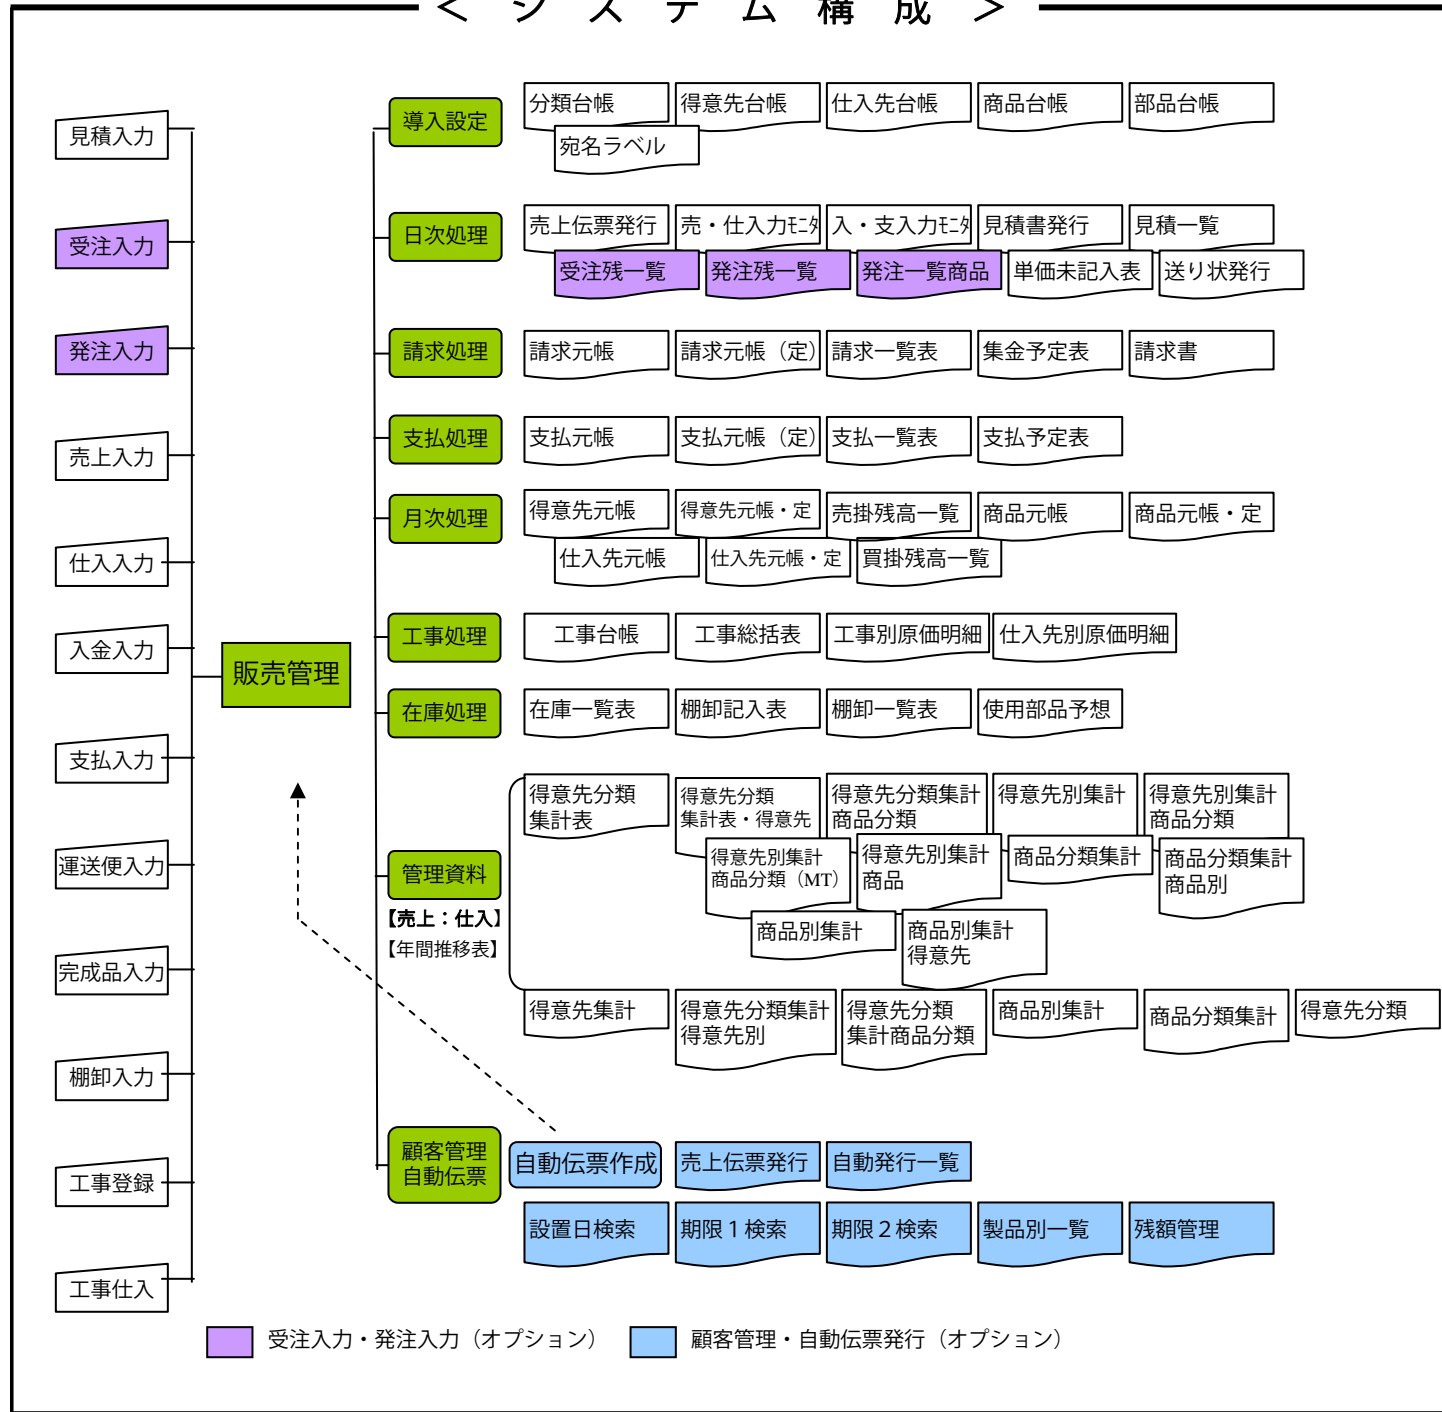 ＜ シ ス テ ム 構 成 ＞
見積入力
受注入力
発注入力
売上入力
仕入入力
入金入力
支払入力
運送便入力
完成品入力
棚卸入力
工事登録
工事仕入
販売管理
導入設定
分類台帳
得意先台帳
仕入先台帳
商品台帳
部品台帳
宛名ラベル
日次処理
売上伝票発行
売・仕入力ﾓﾆﾀ
入・支入力ﾓﾆﾀ
見積書発行
見積一覧
受注残一覧
発注残一覧
発注一覧商品
単価未記入表
送り状発行
請求処理
請求元帳
請求元帳（定）
請求一覧表
集金予定表
請求書
支払処理
支払元帳
支払元帳（定）
支払一覧表
支払予定表
月次処理
得意先元帳
得意先元帳・定
売掛残高一覧
商品元帳
商品元帳・定
仕入先元帳
仕入先元帳・定
買掛残高一覧
工事処理
工事台帳
工事総括表
工事別原価明細
仕入先別原価明細
在庫処理
在庫一覧表
棚卸記入表
棚卸一覧表
使用部品予想
管理資料
【売上：仕入】
【年間推移表】
得意先分類
集計表
得意先分類
集計表・得意先
得意先分類集計
商品分類
得意先別集計
得意先別集計
商品分類
得意先別集計
商品分類（MT）
得意先別集計
商品
商品分類集計
商品分類集計
商品別
商品別集計
商品別集計
得意先
得意先集計
得意先分類集計
得意先別
得意先分類
集計商品分類
商品別集計
商品分類集計
得意先分類
顧客管理
自動伝票
自動伝票作成
売上伝票発行
自動発行一覧
設置日検索
期限１検索
期限２検索
製品別一覧
残額管理
受注入力・発注入力（オプション）
顧客管理・自動伝票発行（オプション）